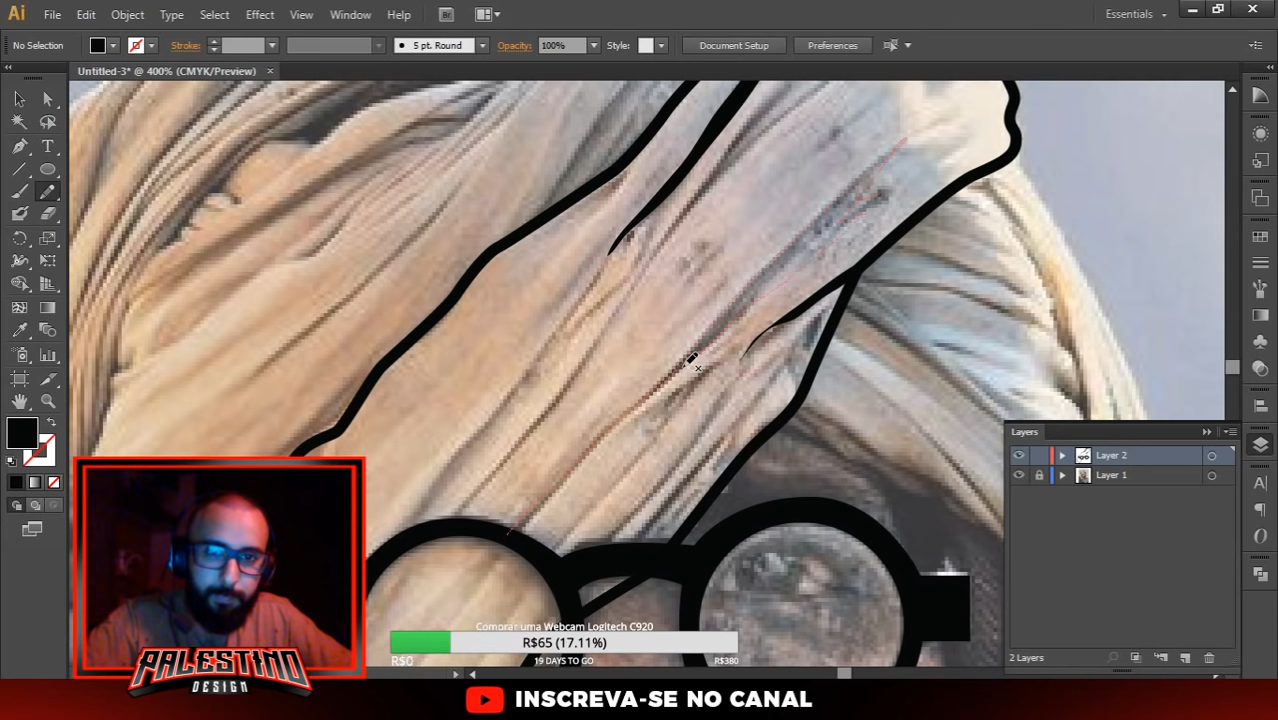 Ai File Edit Object Type Select Effect View Window Help Br Essentials
No Selection Stroke: 5 pt. Round Opacity: 100% Style: Document Setup Preferences
Untitled-3* @ 400% (CMYK/Preview)
Layers
Layer 2
Layer 1
2 Layers
Comprar uma Webcam Logitech C920
R$65 (17.11%)
R$0 19 DAYS TO GO R$380
PALESTINO
DESIGN
INSCREVA-SE NO CANAL